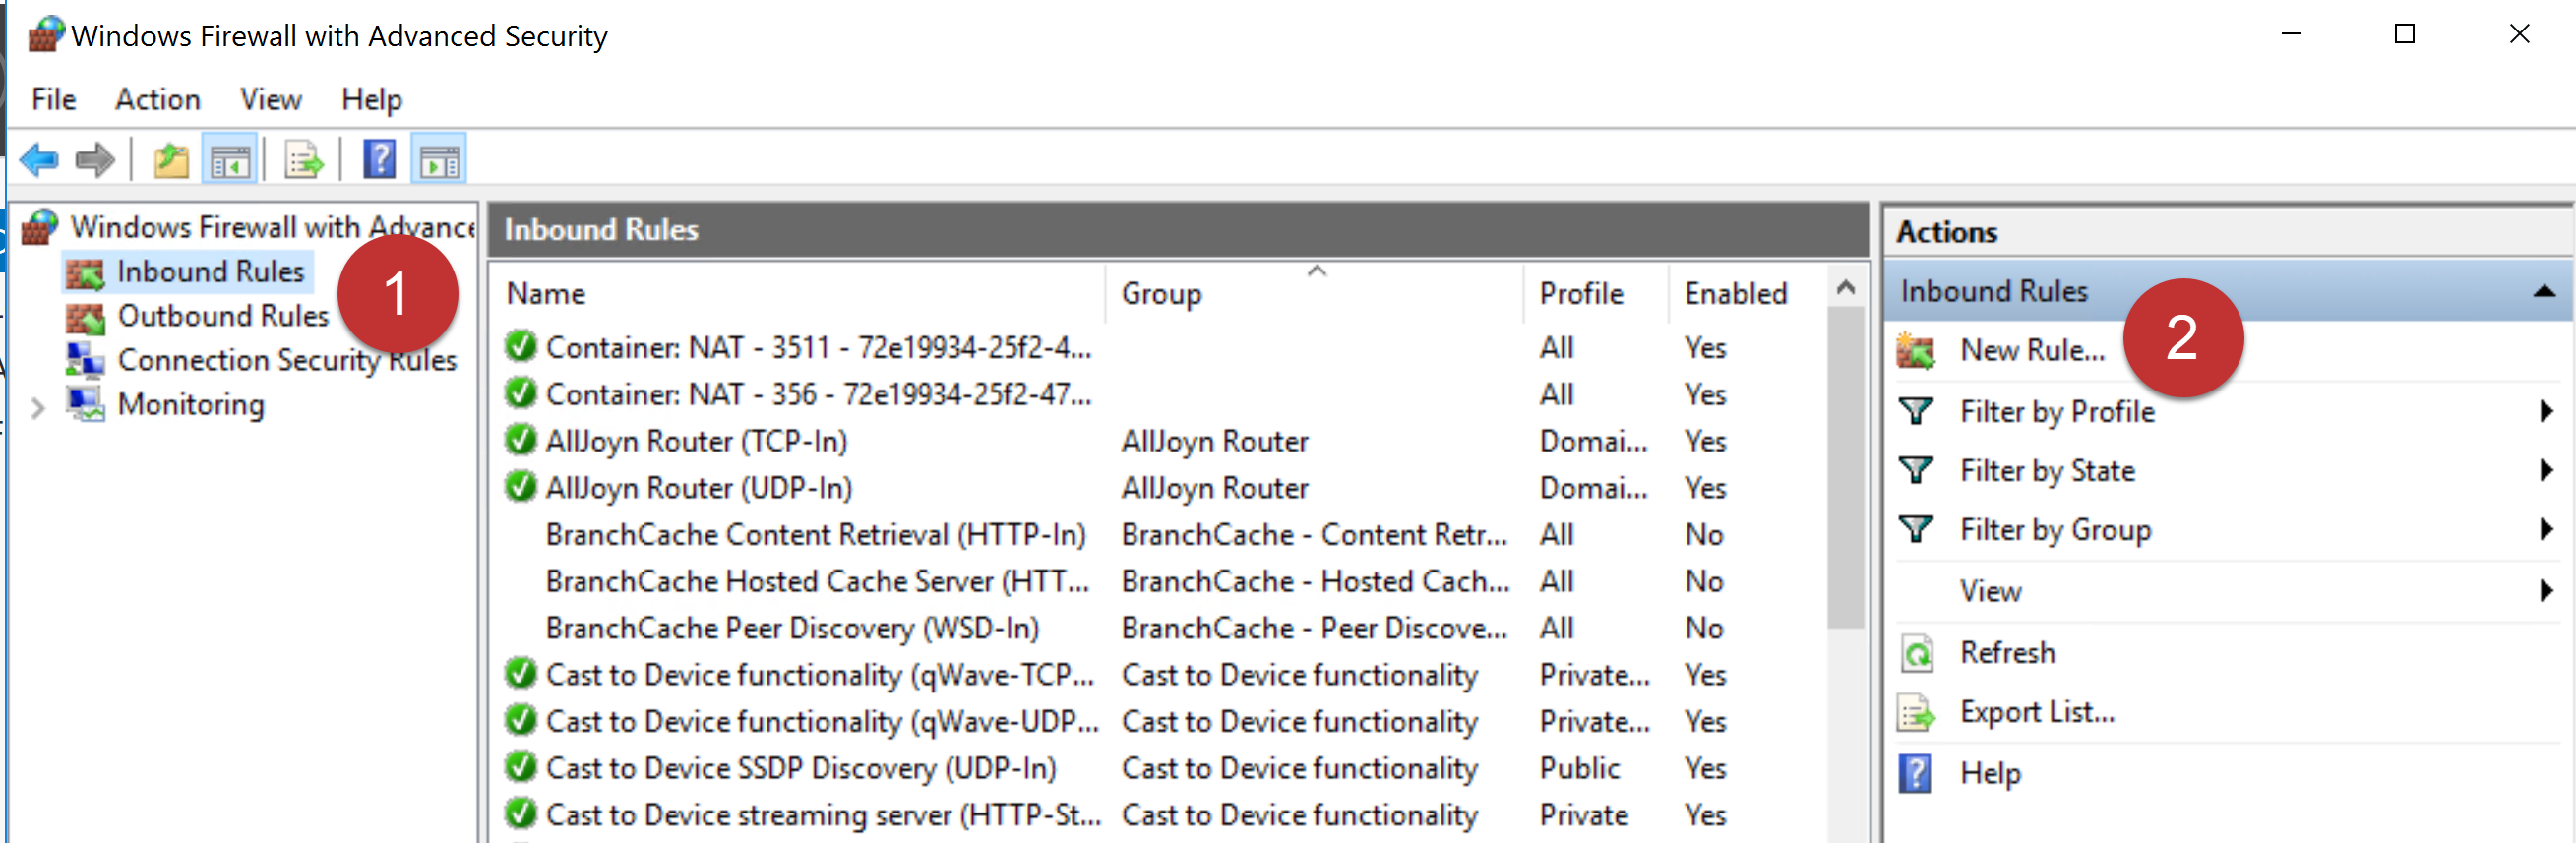 Windows Firewall with Advanced Security
File Action View Help
Windows Firewall with Advance
Inbound Rules
1
Outbound Rules
Connection Security Rules
Monitoring
Inbound Rules
Name Group Profile Enabled
Container: NAT - 3511 - 72e19934-25f2-4... All Yes
Container: NAT - 356 - 72e19934-25f2-47... All Yes
AllJoyn Router (TCP-In) AllJoyn Router Domai... Yes
AllJoyn Router (UDP-In) AllJoyn Router Domai... Yes
BranchCache Content Retrieval (HTTP-In) BranchCache - Content Retr... All No
BranchCache Hosted Cache Server (HTT... BranchCache - Hosted Cach... All No
BranchCache Peer Discovery (WSD-In) BranchCache - Peer Discove... All No
Cast to Device functionality (qWave-TCP... Cast to Device functionality Private... Yes
Cast to Device functionality (qWave-UDP... Cast to Device functionality Private... Yes
Cast to Device SSDP Discovery (UDP-In) Cast to Device functionality Public Yes
Cast to Device streaming server (HTTP-St... Cast to Device functionality Private Yes
Actions
Inbound Rules
New Rule...
2
Filter by Profile
Filter by State
Filter by Group
View
Refresh
Export List...
Help